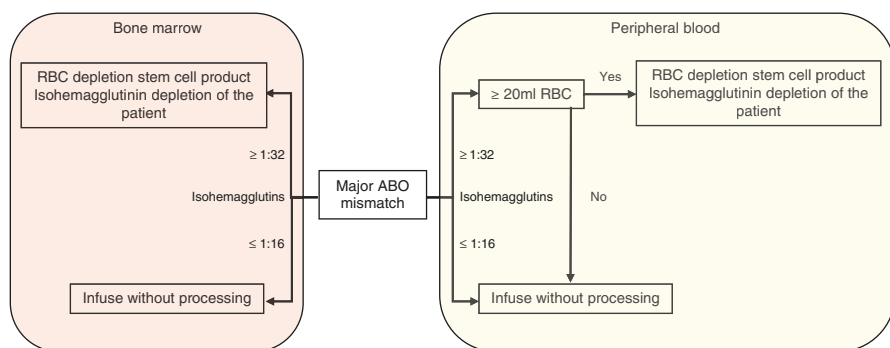 Bone marrow
RBC depletion stem cell product
Isohemagglutinin depletion of the
patient
≥ 1:32
Isohemagglutins
≤ 1:16
Infuse without processing
Major ABO
mismatch
Peripheral blood
≥ 20ml RBC
Yes
RBC depletion stem cell product
Isohemagglutinin depletion of the
patient
≥ 1:32
Isohemagglutins
No
≤ 1:16
Infuse without processing